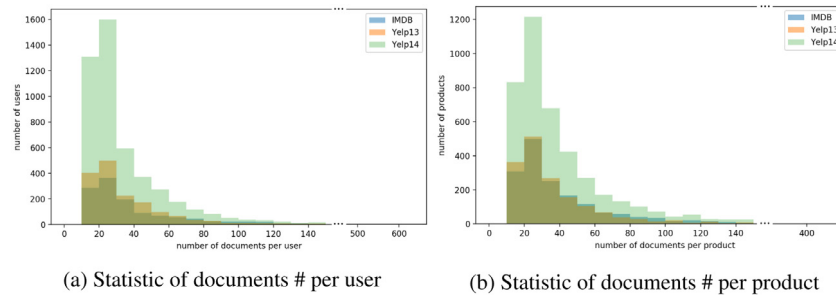 ...
1600
1400
1200
1000
800
600
400
200
0
number of users
0 20 40 60 80 100 120 140 ... 500 600
number of documents per user
IMDB
Yelp13
Yelp14
(a) Statistic of documents # per user
...
1200
1000
800
600
400
200
0
number of products
0 20 40 60 80 100 120 140 ... 400
number of documents per product
IMDB
Yelp13
Yelp14
(b) Statistic of documents # per product